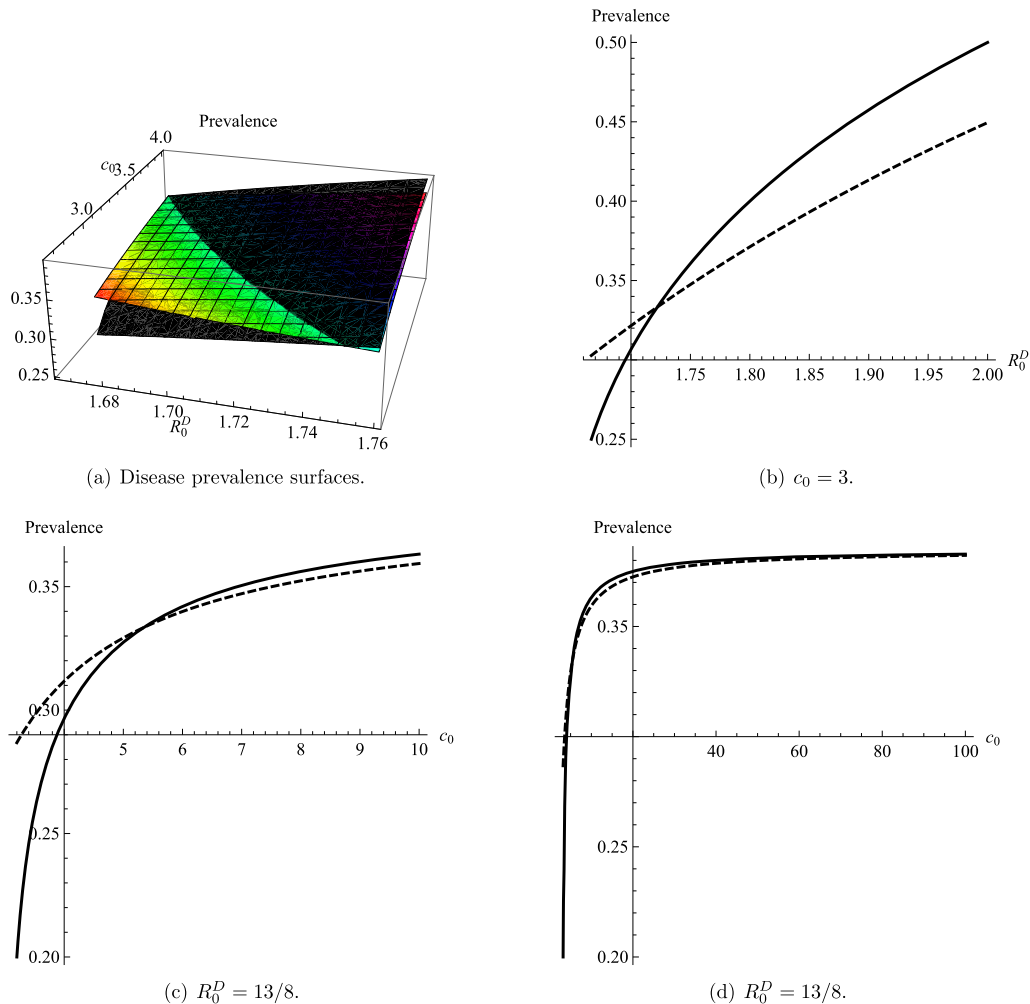 Prevalence
4.0
c₀
3.5
3.0
0.35
0.30
0.25
1.68
1.70
1.72
1.74
1.76
R₀ᴰ
(a) Disease prevalence surfaces.
Prevalence
0.50
0.45
0.40
0.35
0.25
1.75 1.80 1.85 1.90 1.95 2.00
R₀ᴰ
(b) c₀ = 3.
Prevalence
0.35
0.30
0.25
0.20
5 6 7 8 9 10
c₀
(c) R₀ᴰ = 13/8.
Prevalence
0.35
0.25
0.20
40 60 80 100
c₀
(d) R₀ᴰ = 13/8.